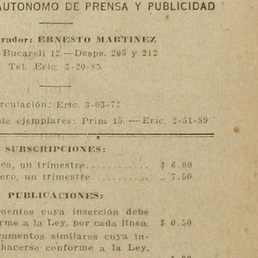 AUTONOMO DE PRENSA Y PUBLICIDAD
rador: ERNESTO MARTINEZ
Bucareli 12.—Desps. 205 y 212
Tel. Eric. 2-20-85
rculación: Eric. 3-02-72
de ejemplares: Prim 15.—Eric. 2-51-89
SUBSCRIPCIONES:
ca, un trimestre.......... $ 6.00
ero, un trimestre.......... ,, 7.50
PUBLICACIONES:
mentos cuya inserción debe
rme a la Ley, por cada línea. $ 0.50
umentos similares cuya in-
hacerse conforme a la Ley,